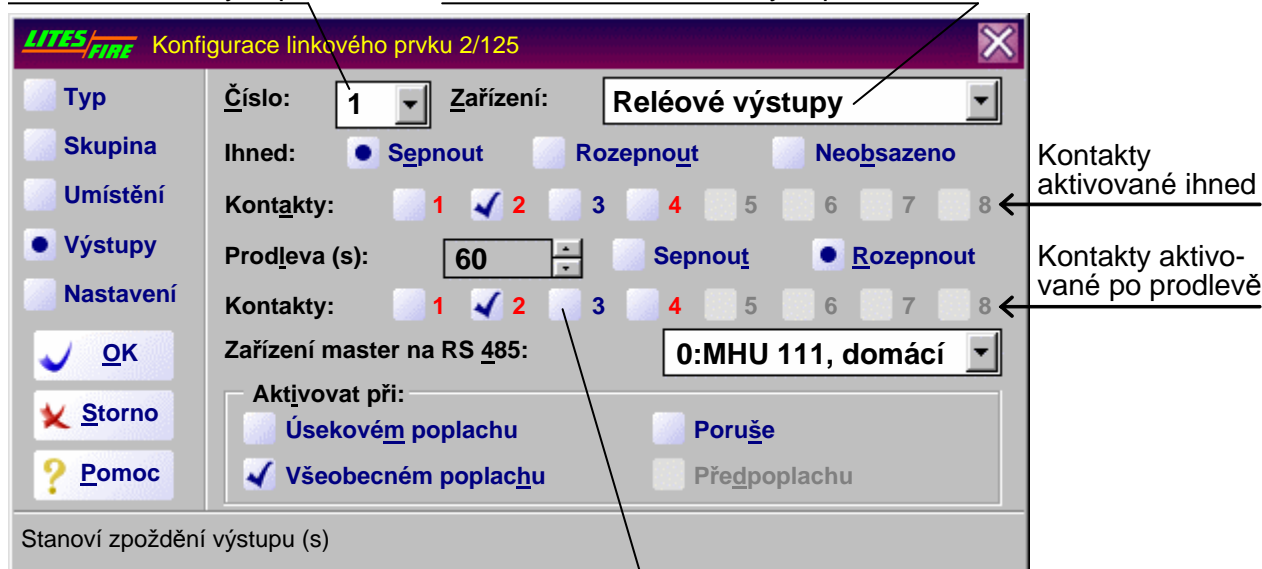 LITES FIRE Konfigurace linkového prvku 2/125
Typ
Skupina
Umístění
Výstupy
Nastavení
OK
Storno
Pomoc
Číslo: 1 Zařízení: Reléové výstupy
Ihned: Sepnout Rozepnout Neobsazeno
Kontakty: 1 2 3 4 5 6 7 8
Prodleva (s): 60 Sepnout Rozepnout
Kontakty: 1 2 3 4 5 6 7 8
Zařízení master na RS 485: 0:MHU 111, domácí
Aktivovat při:
Úsekovém poplachu Poruše
Všeobecném poplachu Předpoplachu
Stanoví zpoždění výstupu (s)
Kontakty
aktivované ihned
Kontakty aktivo-
vané po prodlevě